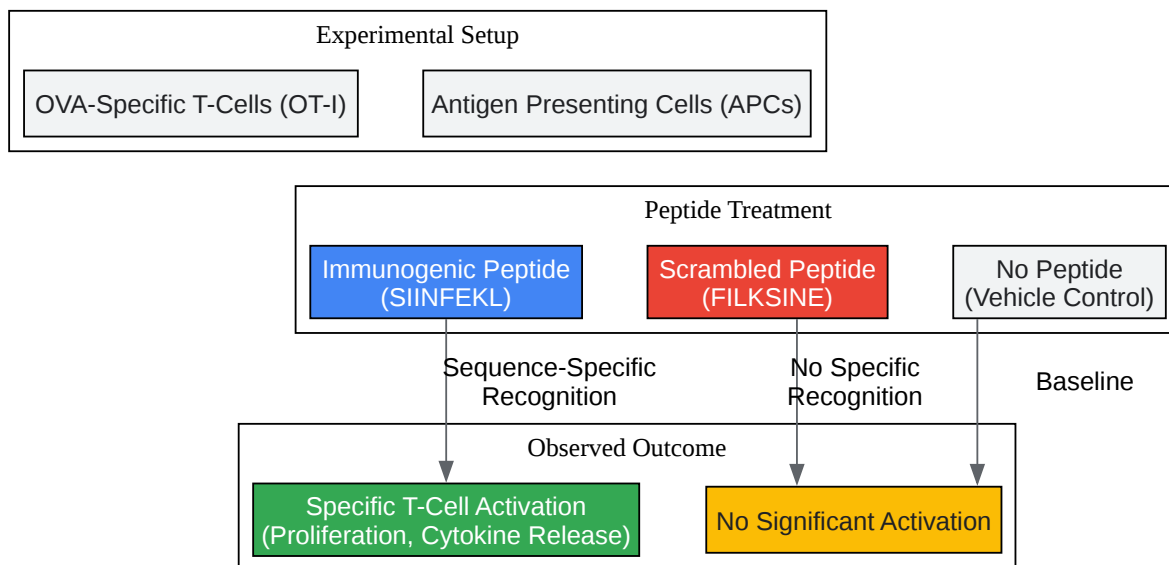 Experimental Setup
OVA-Specific T-Cells (OT-I)
Antigen Presenting Cells (APCs)
Peptide Treatment
Immunogenic Peptide
(SIINFEKL)
Scrambled Peptide
(FILKSINE)
No Peptide
(Vehicle Control)
Sequence-Specific
Recognition
No Specific
Recognition
Baseline
Observed Outcome
Specific T-Cell Activation
(Proliferation, Cytokine Release)
No Significant Activation